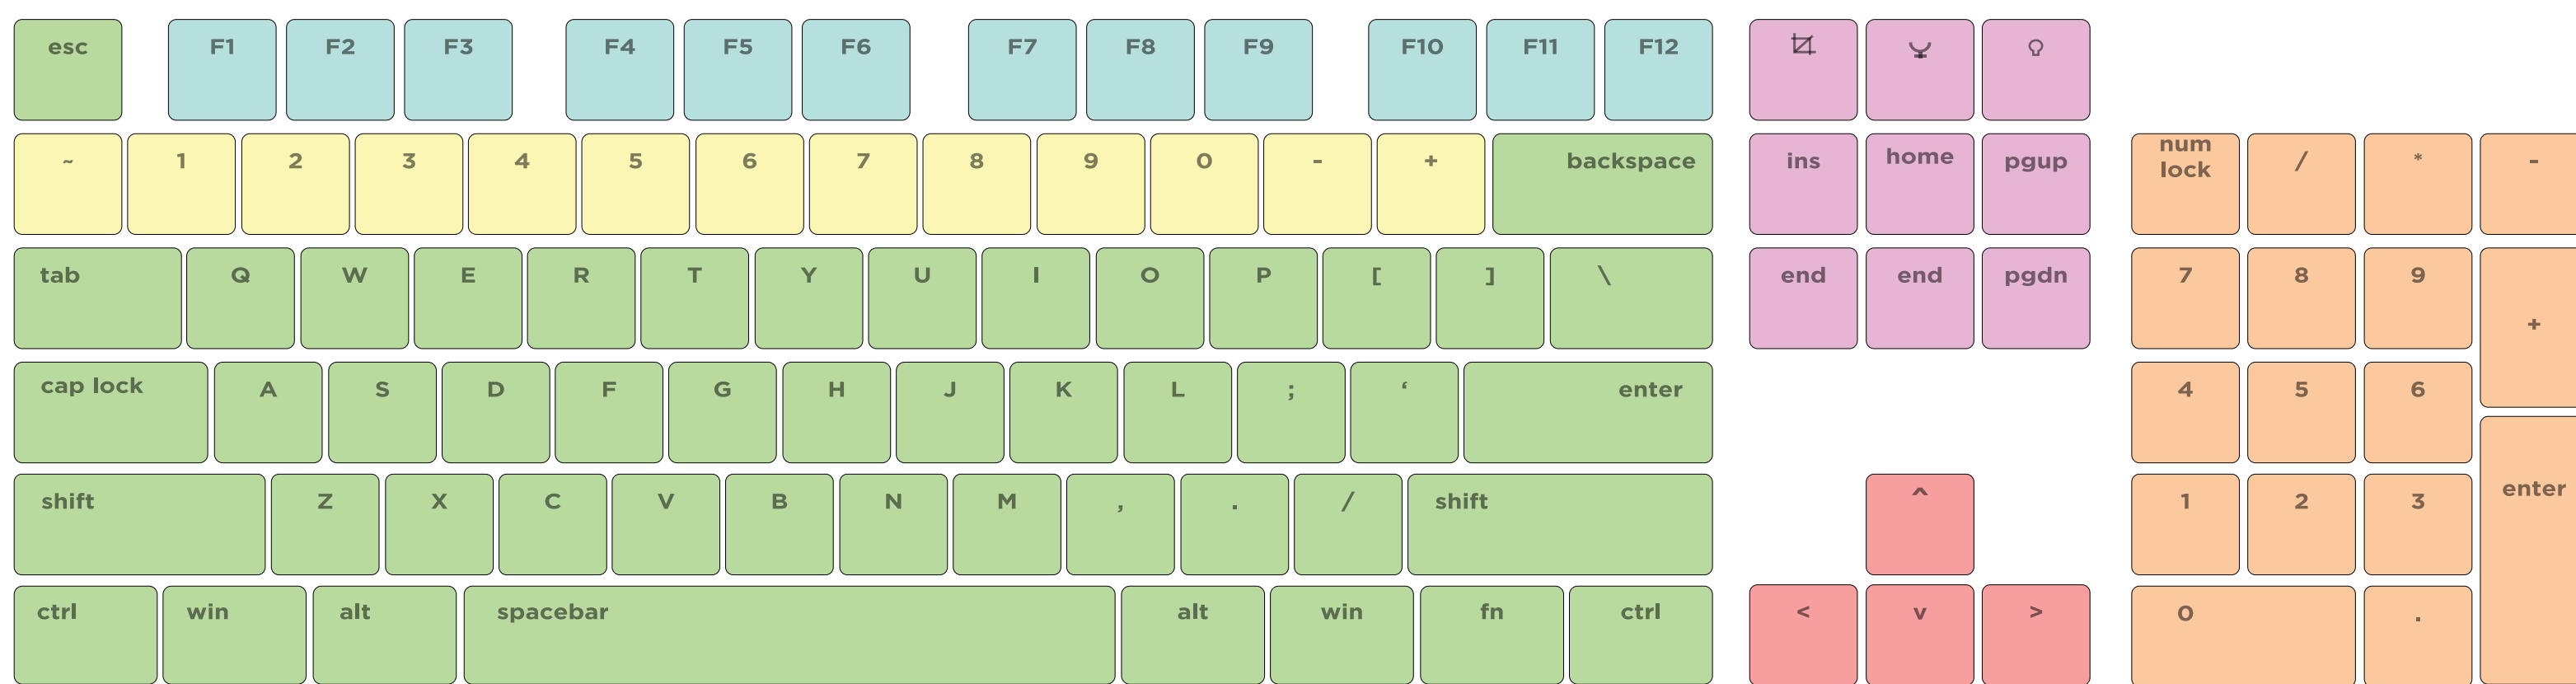 esc F1 F2 F3 F4 F5 F6 F7 F8 F9 F10 F11 F12
~ 1 2 3 4 5 6 7 8 9 0 - + backspace ins home pgup num lock / * -
tab Q W E R T Y U I O P [ ] \ end end pgdn 7 8 9 +
cap lock A S D F G H J K L ; ‘ enter 4 5 6
shift Z X C V B N M , . / shift ^ 1 2 3 enter
ctrl win alt spacebar alt win fn ctrl < v > 0 .